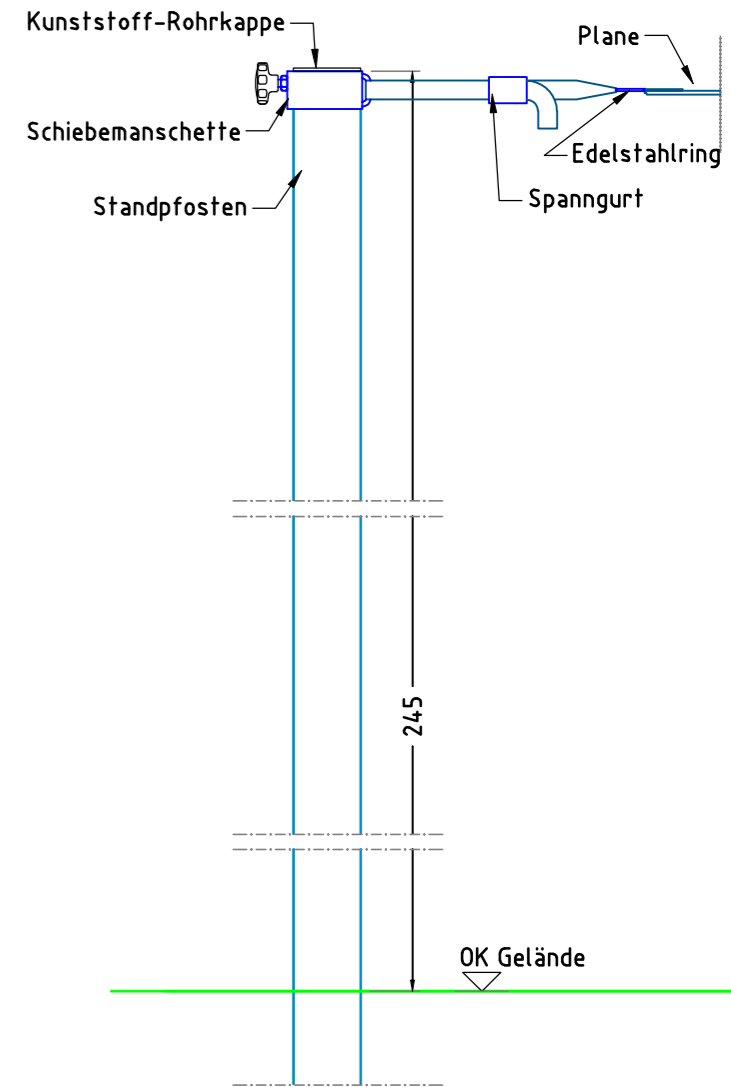 Kunststoff-Rohrkappe
Plane
Schiebemanschette
Edelstahlring
Standpfosten
Spanngurt
245
OK Gelände